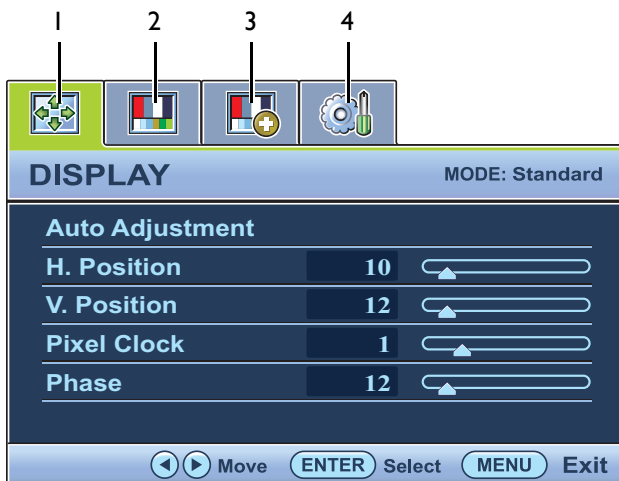 1 2 3 4
DISPLAY MODE: Standard
Auto Adjustment
H. Position 10
V. Position 12
Pixel Clock 1
Phase 12
Move ENTER Select MENU Exit